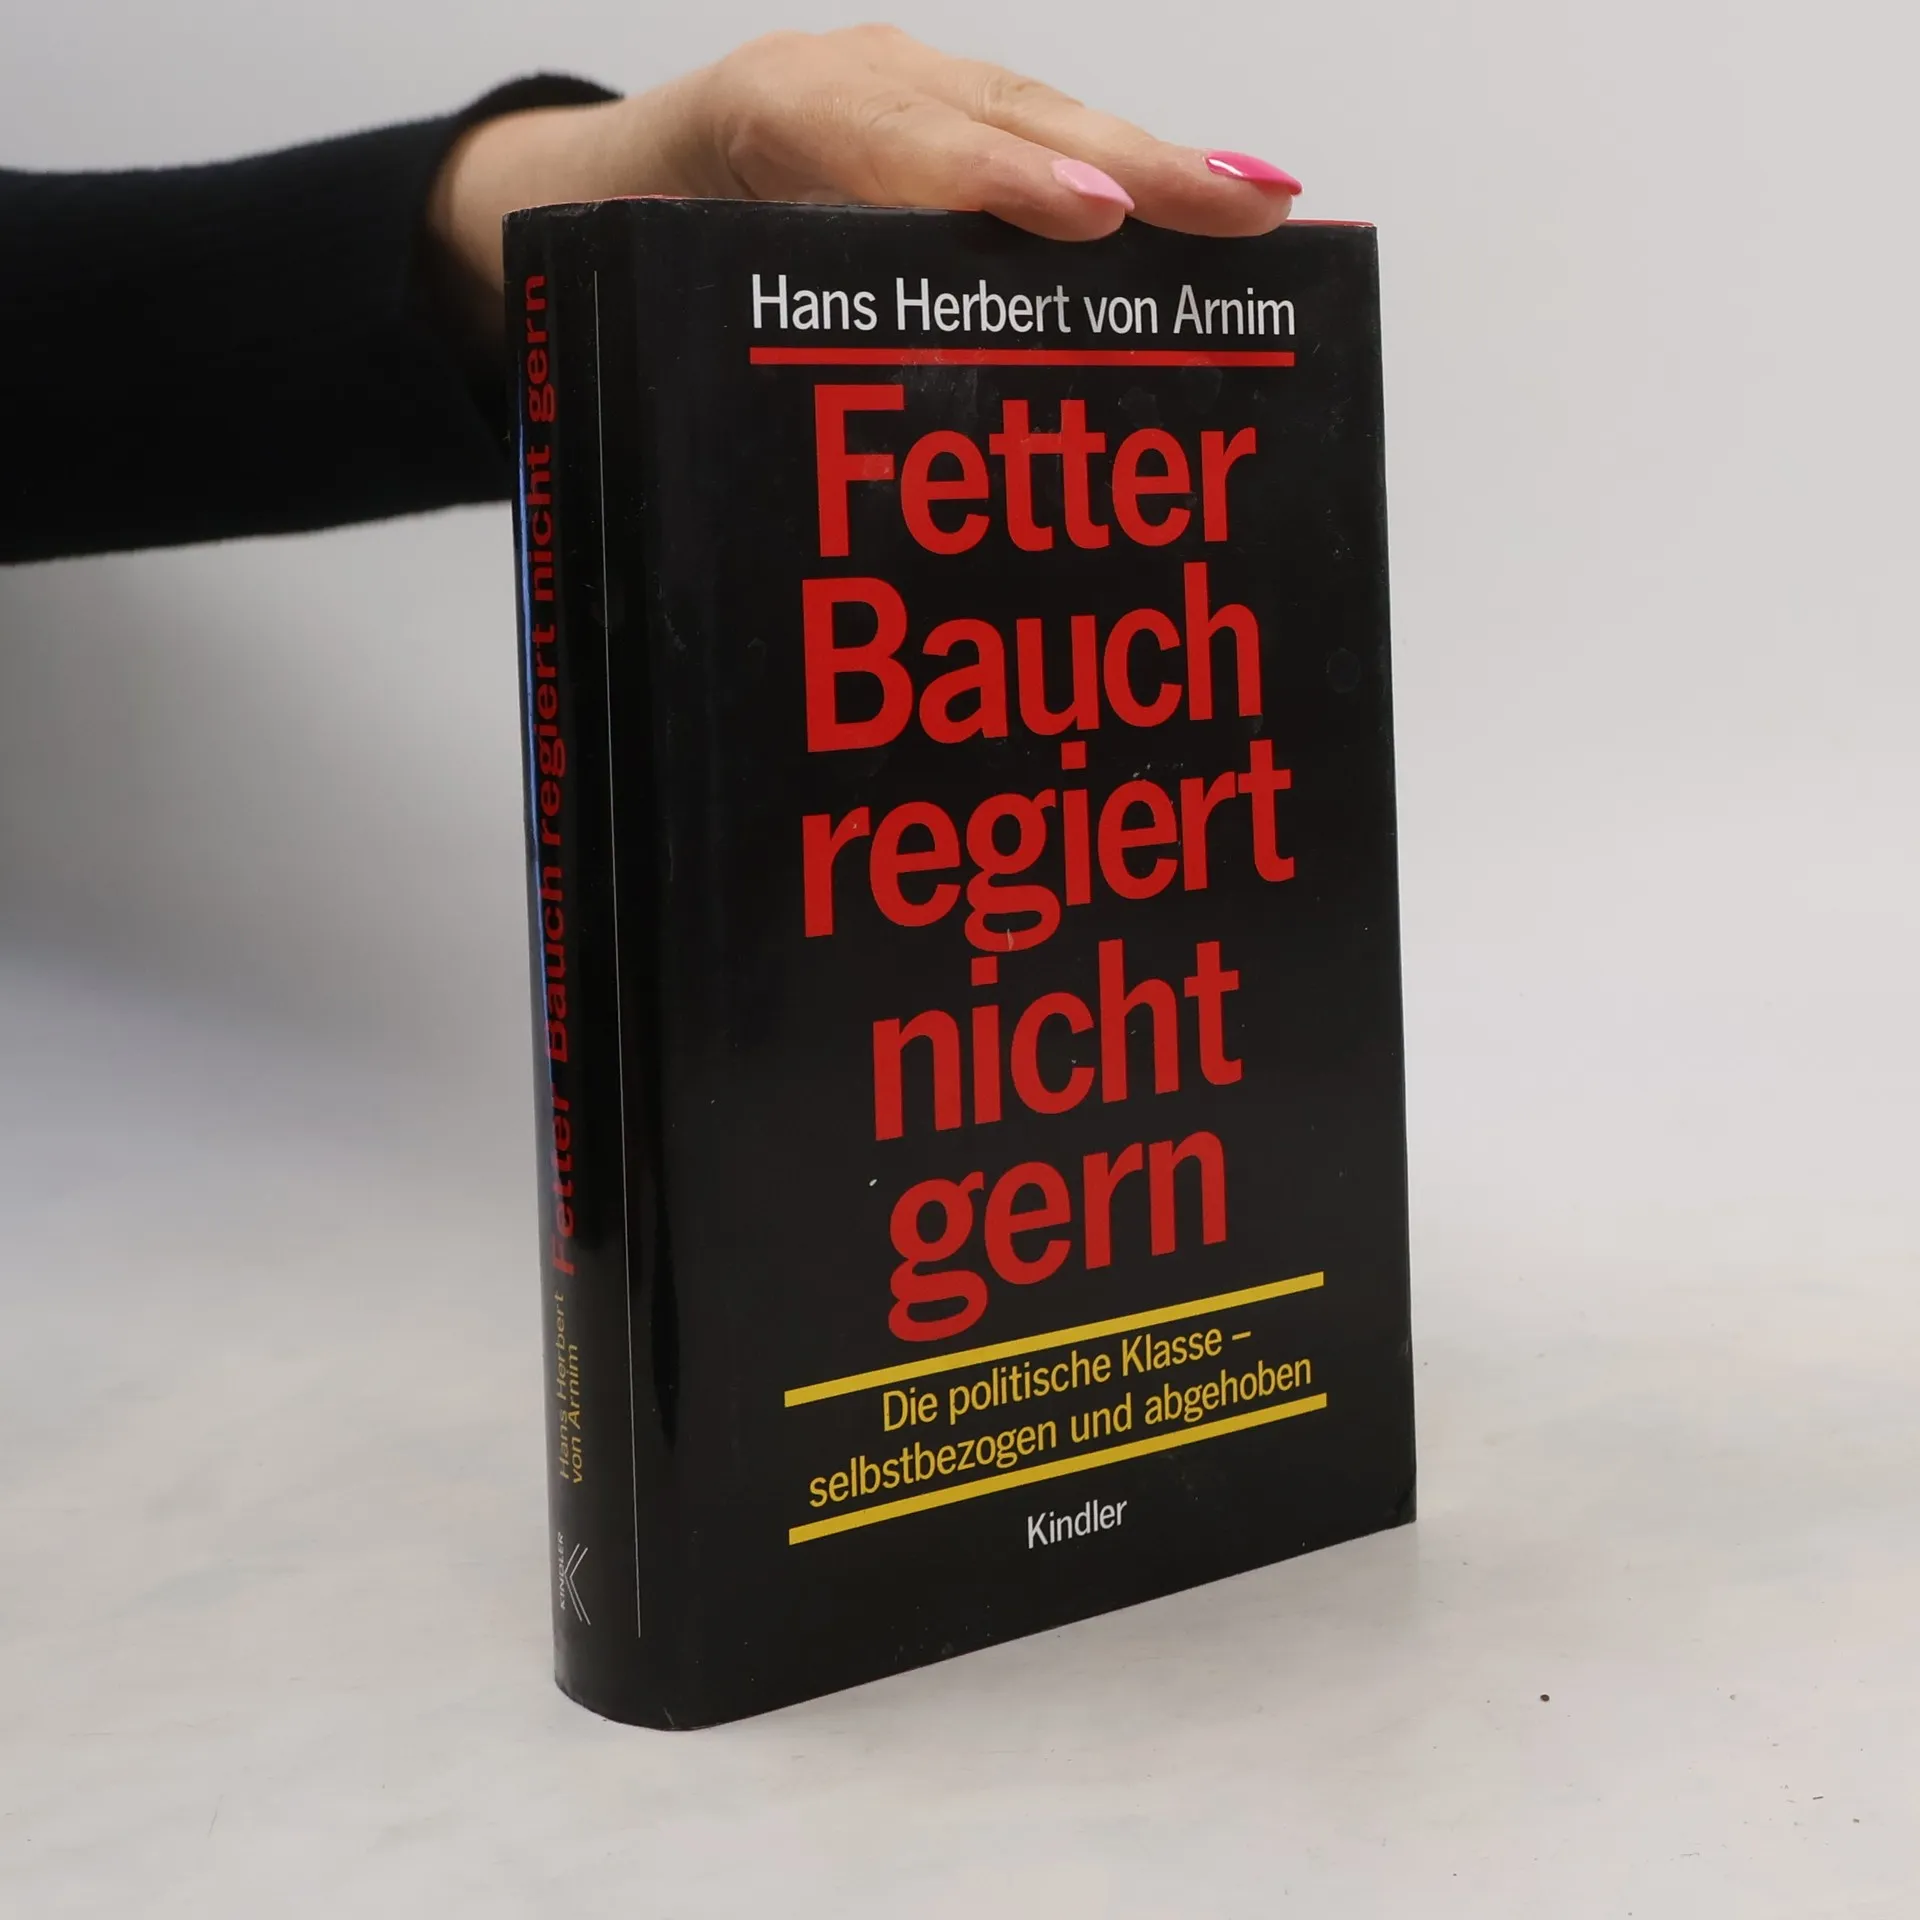 Hans Herbert von Arnim
Fetter
Bauch
regiert
nicht
gern
Die politische Klasse –
selbstbezogen und abgehoben
Kindler
Fetter Bauch regiert nicht gern
Hans Herbert
von Arnim
KINDLER